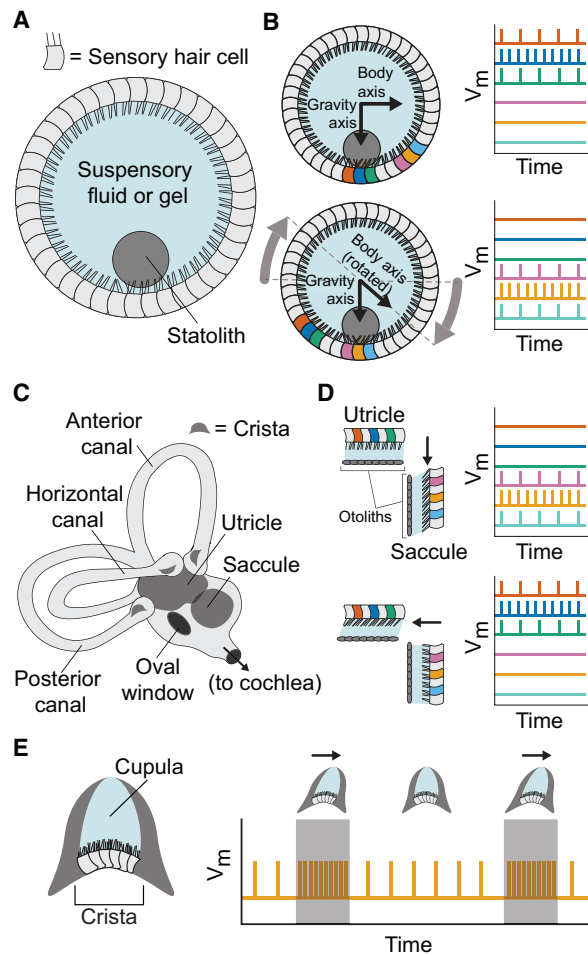 A
= Sensory hair cell
Suspensory
fluid or gel
Statolith
B
Body
axis
Gravity
axis
Vm
Time
Body axis
(rotated)
Gravity
axis
Vm
Time
C
Anterior
canal
= Crista
Horizontal
canal
Utricle
Saccule
Posterior
canal
Oval
window
(to cochlea)
D
Utricle
Otoliths
Saccule
Vm
Time
Vm
Time
E
Cupula
Crista
Vm
Time